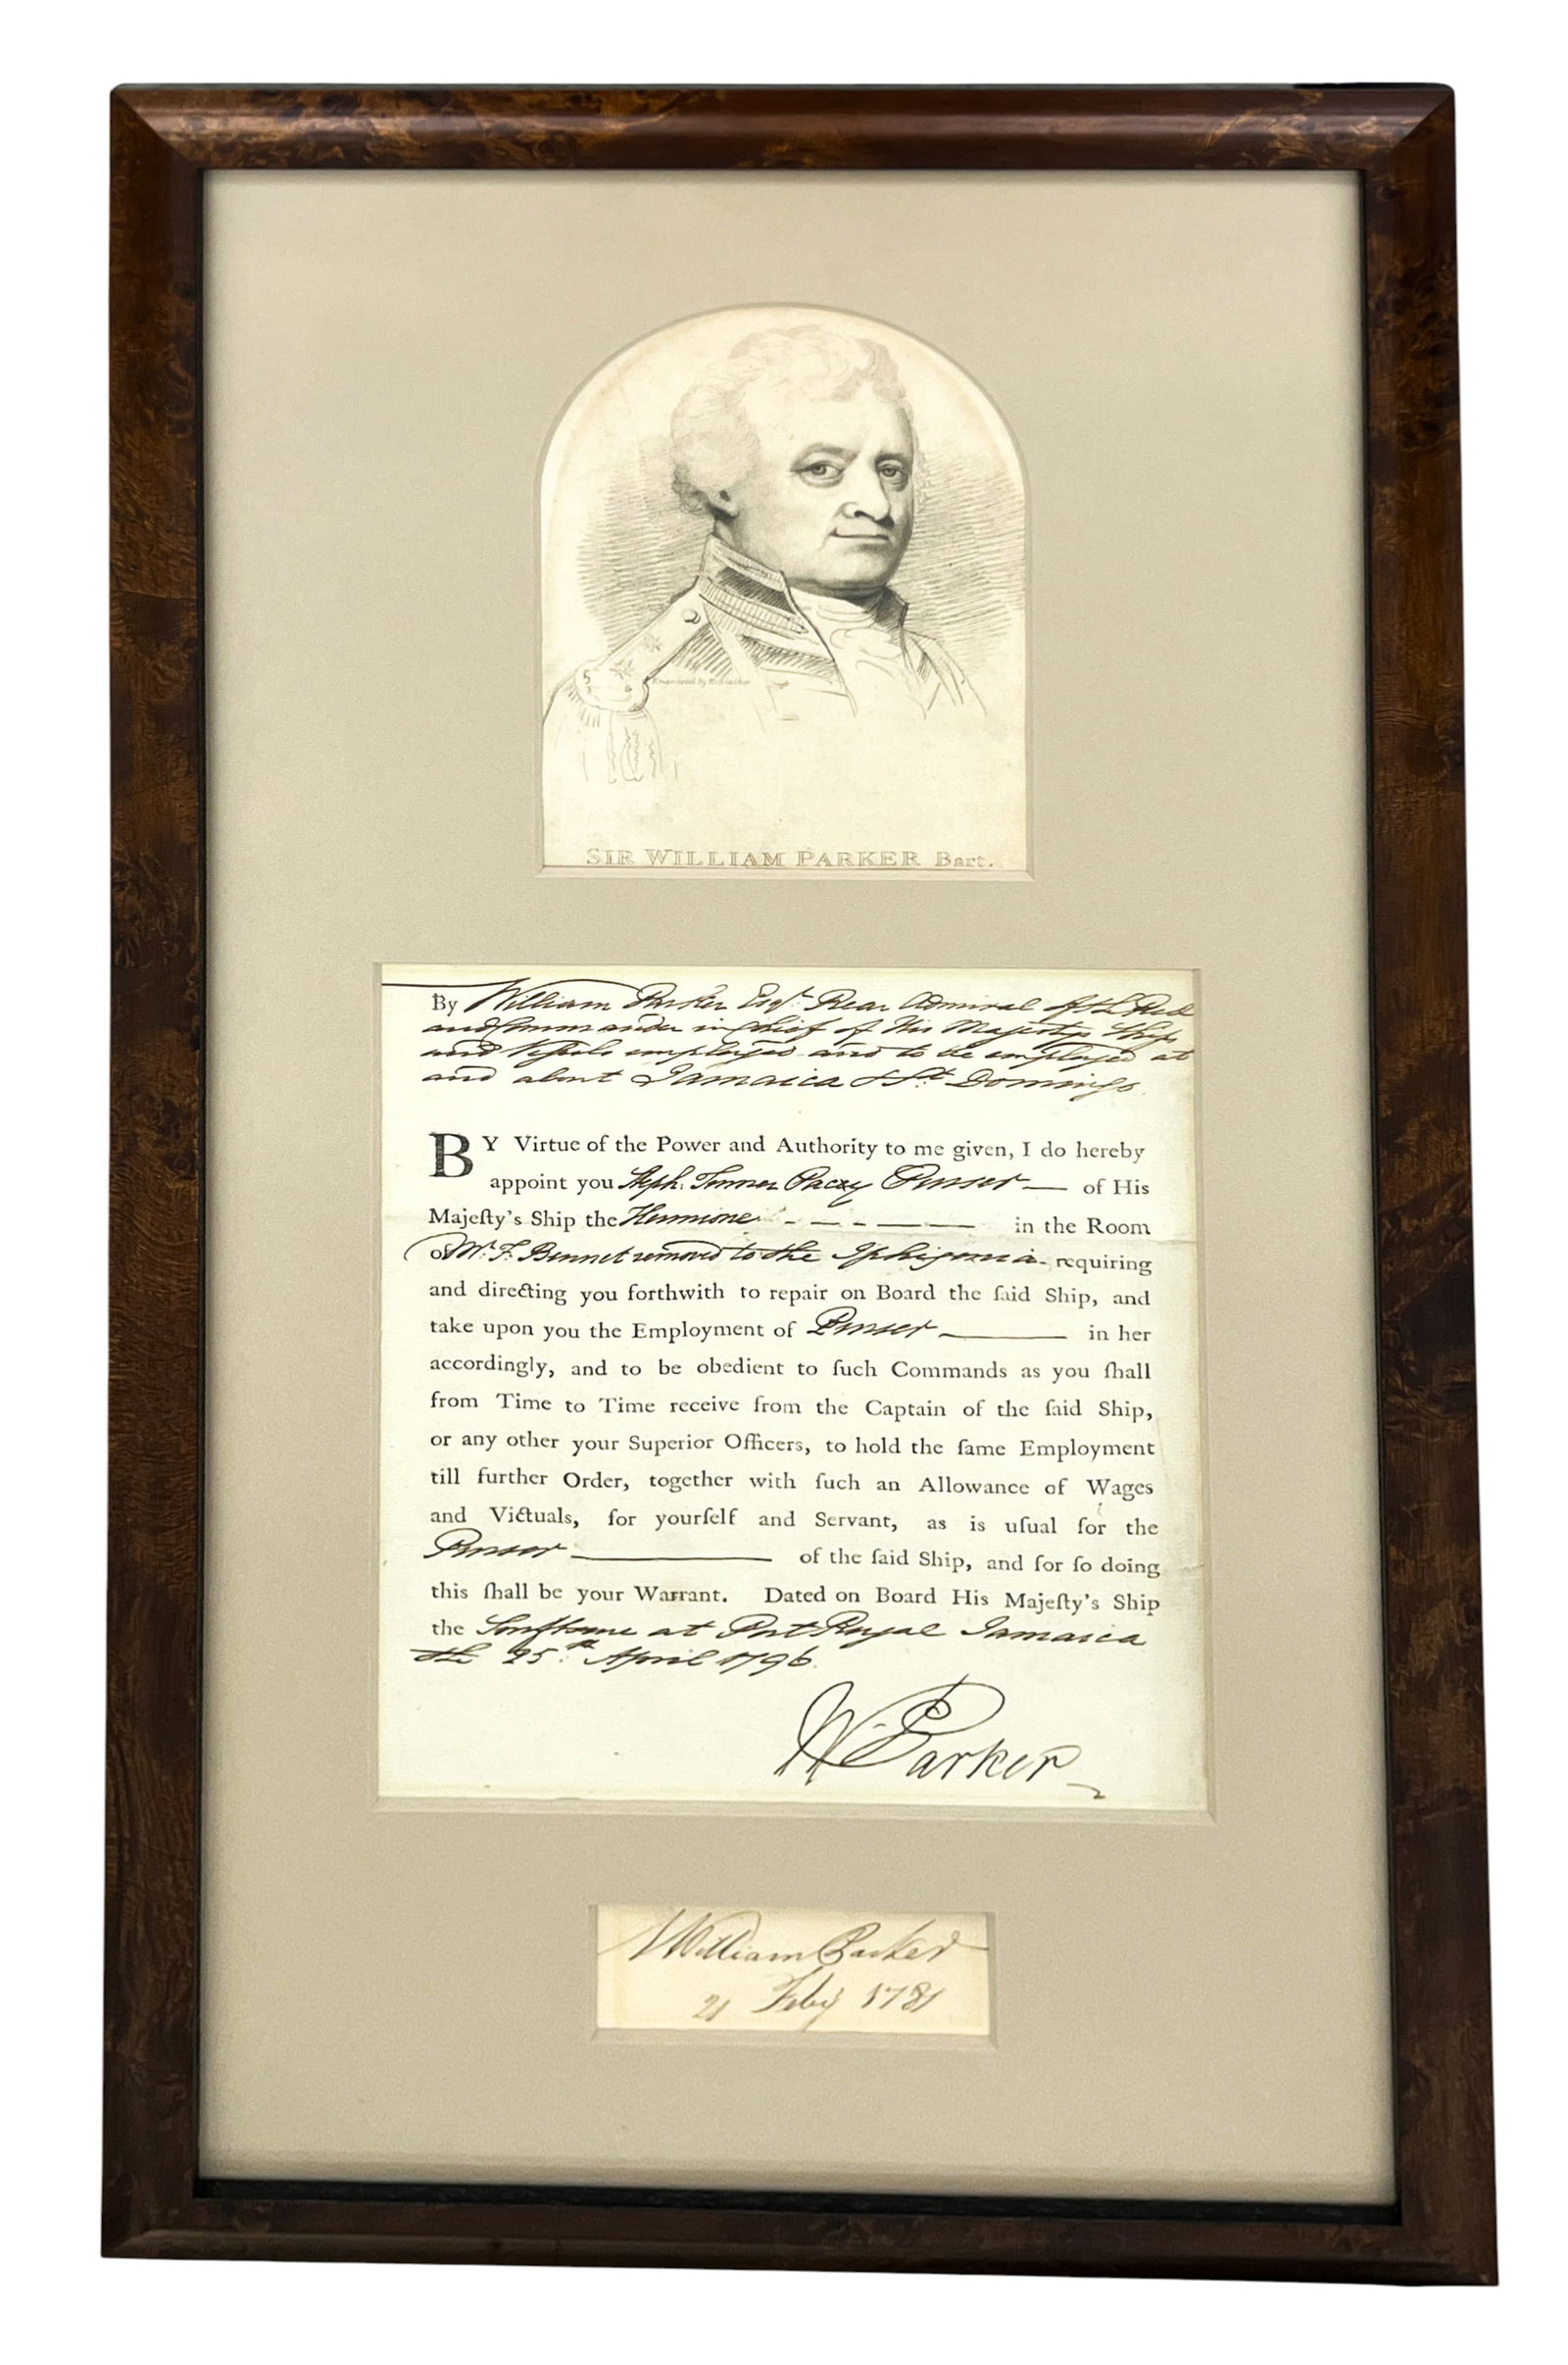 Engraved by
SIR WILLIAM PARKER Bart.
By William Parker Esqr. Rear Admiral of the Red
and Commander in Chief of His Majestys Ships
and Vessels employed and to be employed at
and about Jamaica & St. Domingo.
BY Virtue of the Power and Authority to me given, I do hereby
appoint you Steph. Turner Pacey Purser — of His
Majeſty's Ship the Hermione - — - — — in the Room
of Mr. F. Bennet removed to the Iphigenia - requiring
and directing you forthwith to repair on Board the ſaid Ship, and
take upon you the Employment of Purser — in her
accordingly, and to be obedient to ſuch Commands as you ſhall
from Time to Time receive from the Captain of the ſaid Ship,
or any other your Superior Officers, to hold the ſame Employment
till further Order, together with ſuch an Allowance of Wages
and Victuals, for yourſelf and Servant, as is uſual for the
Purser — of the ſaid Ship, and for ſo doing
this ſhall be your Warrant. Dated on Board His Majeſty's Ship
the at Port Royal Jamaica
the 25th. April 1796.
W. Parker
William Parker
21 Feby 1781